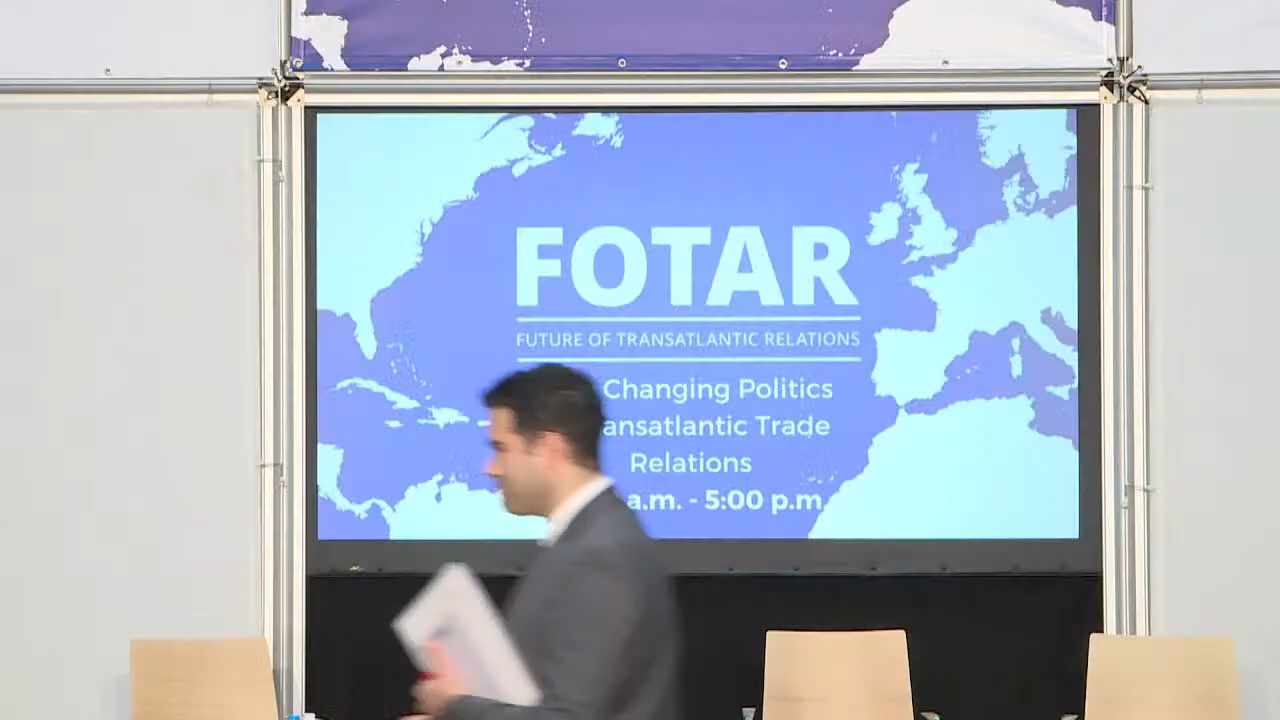 FOTAR
FUTURE OF TRANSATLANTIC RELATIONS
Changing Politics
ansatlantic Trade
Relations
a.m. - 5:00 p.m.